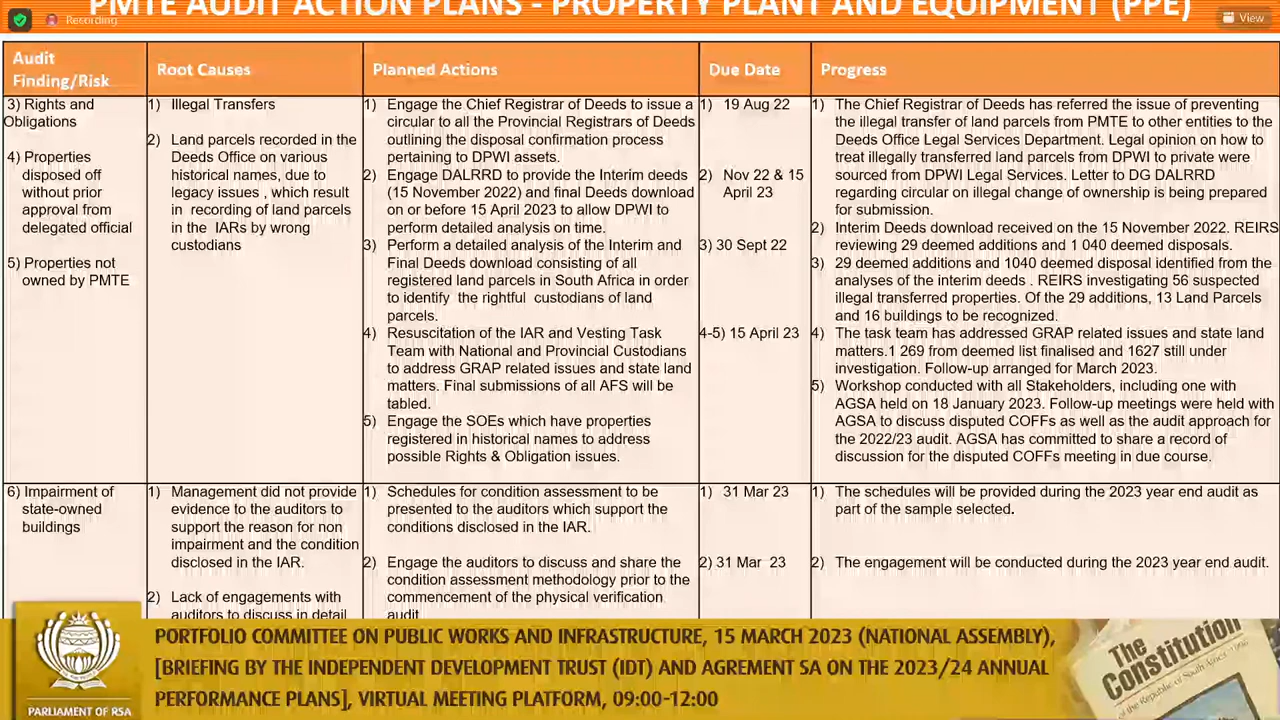 PMTE AUDIT ACTION PLANS - PROPERTY PLANT AND EQUIPMENT (PPE)
Recording
View
Audit
Finding/Risk
Root Causes
Planned Actions
Due Date
Progress
3) Rights and
Obligations
4) Properties
disposed off
without prior
approval from
delegated official
5) Properties not
owned by PMTE
1) Illegal Transfers
2) Land parcels recorded in the
Deeds Office on various
historical names, due to
legacy issues , which result
in recording of land parcels
in the IARs by wrong
custodians
1) Engage the Chief Registrar of Deeds to issue a
circular to all the Provincial Registrars of Deeds
outlining the disposal confirmation process
pertaining to DPWI assets.
2) Engage DALRRD to provide the Interim deeds
(15 November 2022) and final Deeds download
on or before 15 April 2023 to allow DPWI to
perform detailed analysis on time.
3) Perform a detailed analysis of the Interim and
Final Deeds download consisting of all
registered land parcels in South Africa in order
to identify the rightful custodians of land
parcels.
4) Resuscitation of the IAR and Vesting Task
Team with National and Provincial Custodians
to address GRAP related issues and state land
matters. Final submissions of all AFS will be
tabled.
5) Engage the SOEs which have properties
registered in historical names to address
possible Rights & Obligation issues.
1) 19 Aug 22
2) Nov 22 & 15
April 23
3) 30 Sept 22
4-5) 15 April 23
1) The Chief Registrar of Deeds has referred the issue of preventing
the illegal transfer of land parcels from PMTE to other entities to the
Deeds Office Legal Services Department. Legal opinion on how to
treat illegally transferred land parcels from DPWI to private were
sourced from DPWI Legal Services. Letter to DG DALRRD
regarding circular on illegal change of ownership is being prepared
for submission.
2) Interim Deeds download received on the 15 November 2022. REIRS
reviewing 29 deemed additions and 1 040 deemed disposals.
3) 29 deemed additions and 1040 deemed disposal identified from the
analyses of the interim deeds . REIRS investigating 56 suspected
illegal transferred properties. Of the 29 additions, 13 Land Parcels
and 16 buildings to be recognized.
4) The task team has addressed GRAP related issues and state land
matters.1 269 from deemed list finalised and 1627 still under
investigation. Follow-up arranged for March 2023.
5) Workshop conducted with all Stakeholders, including one with
AGSA held on 18 January 2023. Follow-up meetings were held with
AGSA to discuss disputed COFFs as well as the audit approach for
the 2022/23 audit. AGSA has committed to share a record of
discussion for the disputed COFFs meeting in due course.
6) Impairment of
state-owned
buildings
1) Management did not provide
evidence to the auditors to
support the reason for non
impairment and the condition
disclosed in the IAR.
2) Lack of engagements with
auditors to discuss in detail
1) Schedules for condition assessment to be
presented to the auditors which support the
conditions disclosed in the IAR.
2) Engage the auditors to discuss and share the
condition assessment methodology prior to the
commencement of the physical verification
audit.
1) 31 Mar 23
2) 31 Mar 23
1) The schedules will be provided during the 2023 year end audit as
part of the sample selected.
2) The engagement will be conducted during the 2023 year end audit.
PORTFOLIO COMMITTEE ON PUBLIC WORKS AND INFRASTRUCTURE, 15 MARCH 2023 (NATIONAL ASSEMBLY),
[BRIEFING BY THE INDEPENDENT DEVELOPMENT TRUST (IDT) AND AGREMENT SA ON THE 2023/24 ANNUAL
PERFORMANCE PLANS], VIRTUAL MEETING PLATFORM, 09:00-12:00
PARLIAMENT OF RSA
The
Constitution
of the Republic of South Africa